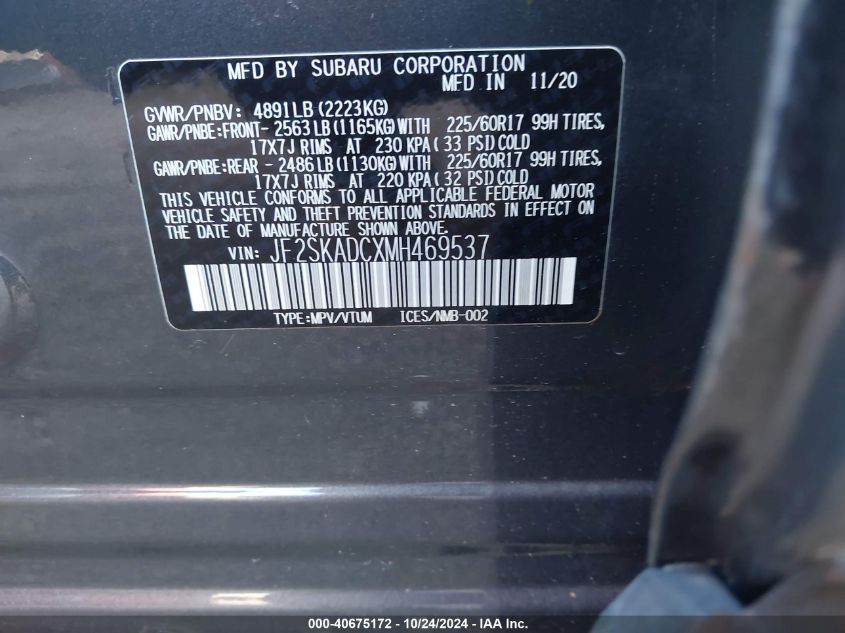 MFD BY SUBARU CORPORATION
MFD IN 11/20
GVWR/PNBV: 4891LB (2223KG)
GAWR/PNBE:FRONT- 2563LB(1165KG)WITH 225/60R17 99H TIRES,
17X7J RIMS AT 230 KPA( 33 PSI)COLD
GAWR/PNBE:REAR - 2486LB(1130KG)WITH 225/60R17 99H TIRES,
17X7J RIMS AT 220 KPA( 32 PSI)COLD
THIS VEHICLE CONFORMS TO ALL APPLICABLE FEDERAL MOTOR
VEHICLE SAFETY AND THEFT PREVENTION STANDARDS IN EFFECT ON
THE DATE OF MANUFACTURE SHOWN ABOVE.
VIN: JF2SKADCXMH469537
TYPE:MPV/VTUM ICES/NMB-002
000-40675172 - 10/24/2024 - IAA Inc.